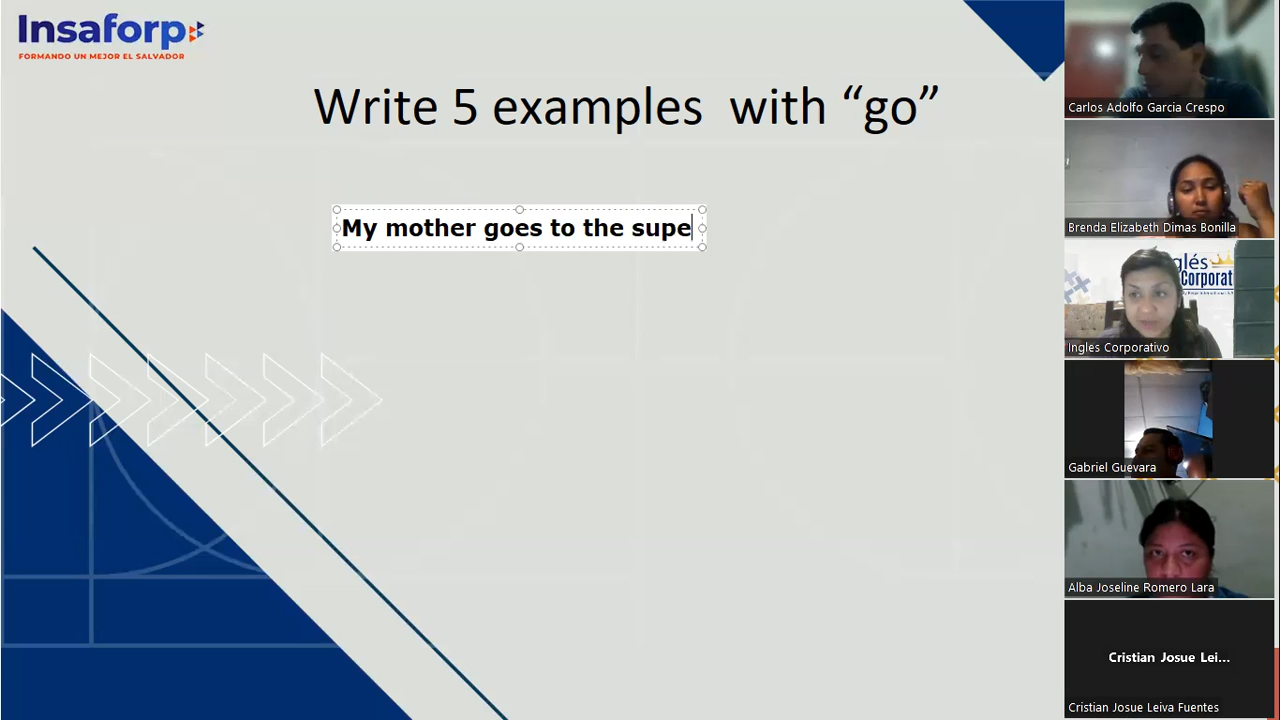 Insaforp
FORMANDO UN MEJOR EL SALVADOR
Write 5 examples with “go”
My mother goes to the supe
Carlos Adolfo Garcia Crespo
Brenda Elizabeth Dimas Bonilla
glés
Corporat
Ingles Corporativo
Gabriel Guevara
Alba Joseline Romero Lara
Cristian Josue Lei...
Cristian Josue Leiva Fuentes